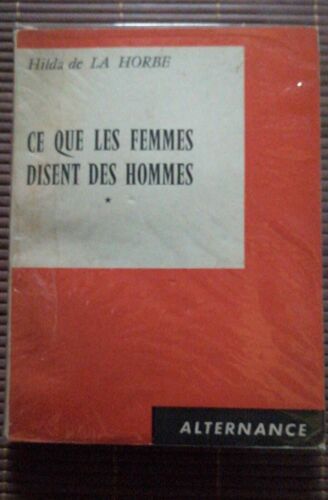 Hilda de LA HORBE
CE QUE LES FEMMES
DISENT DES HOMMES
*
ALTERNANCE